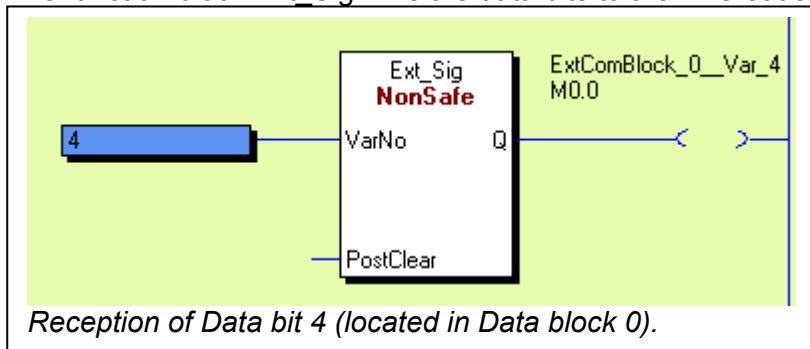 Ext_Sig
NonSafe
ExtComBlock_0__Var_4
M0.0
4
VarNo
Q
PostClear
Reception of Data bit 4 (located in Data block 0).